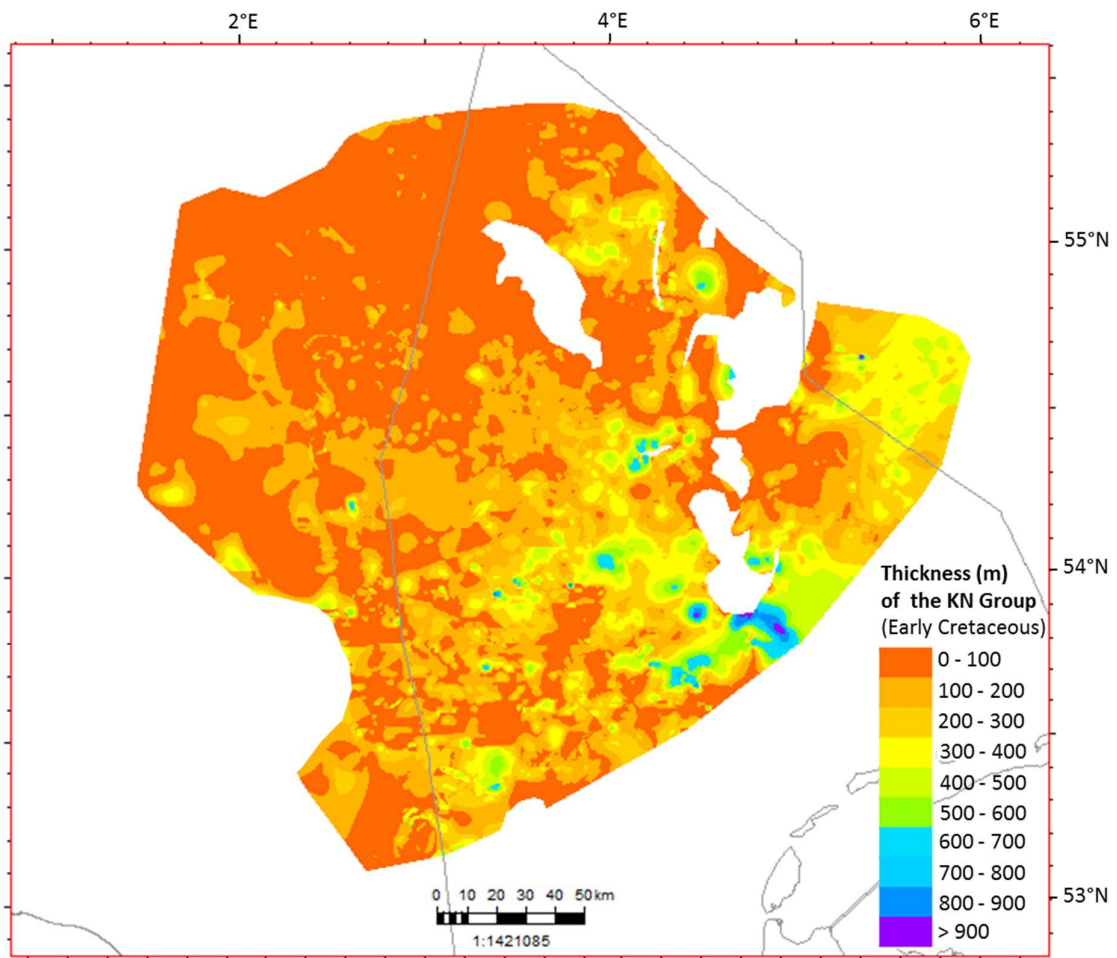 2°E 4°E 6°E
55°N
54°N
Thickness (m)
of the KN Group
(Early Cretaceous)
0 - 100
100 - 200
200 - 300
300 - 400
400 - 500
500 - 600
600 - 700
700 - 800
800 - 900
> 900
53°N
0 10 20 30 40 50 km
1:1421085